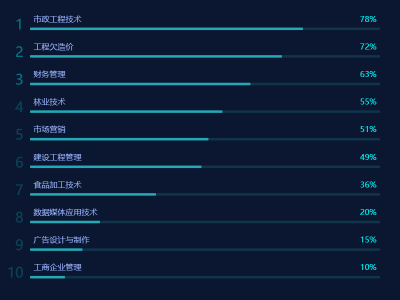 1 市政工程技术 78%
2 工程欠造价 72%
3 财务管理 63%
4 林业技术 55%
5 市场营销 51%
6 建设工程管理 49%
7 食品加工技术 36%
8 数据媒体应用技术 20%
9 广告设计与制作 15%
10 工商企业管理 10%